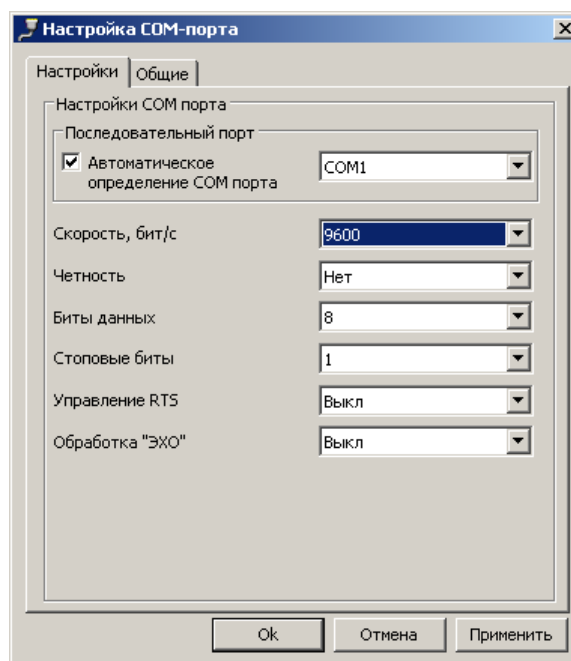 Настройка COM-порта
Настройки Общие
Настройки COM порта
Последовательный порт
Автоматическое
определение COM порта
COM1
Скорость, бит/с 9600
Четность Нет
Биты данных 8
Стоповые биты 1
Управление RTS Выкл
Обработка "ЭХО" Выкл
Ok Отмена Применить